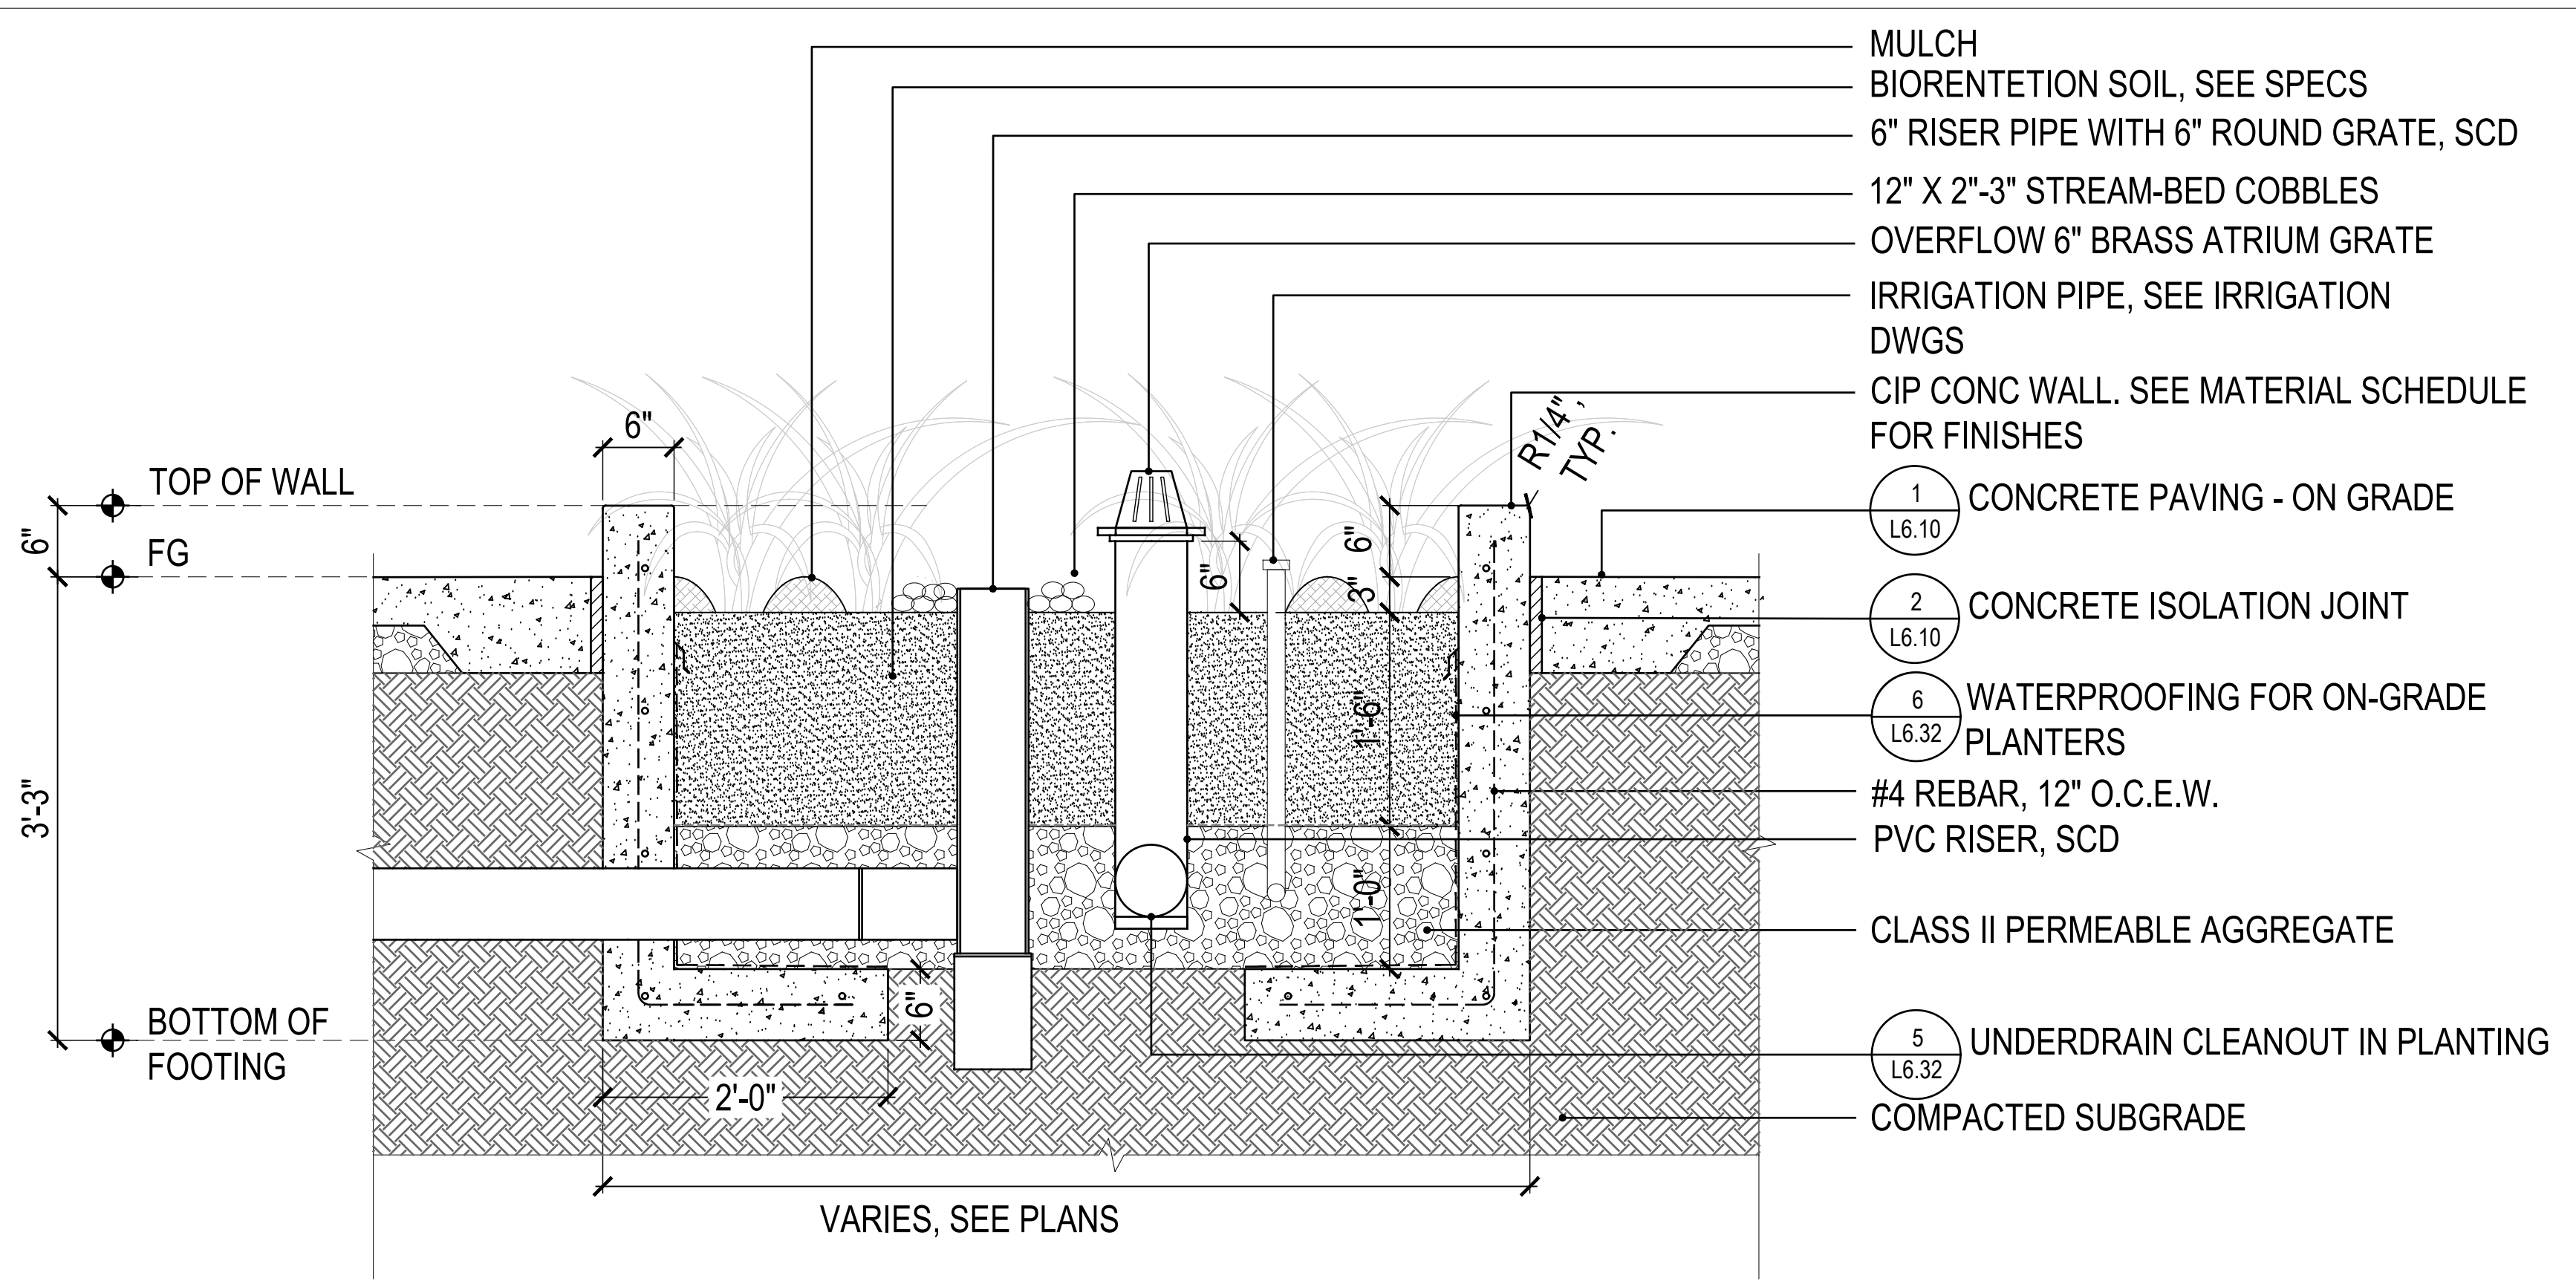 MULCH
BIORENTETION SOIL, SEE SPECS
6" RISER PIPE WITH 6" ROUND GRATE, SCD
12" X 2"-3" STREAM-BED COBBLES
OVERFLOW 6" BRASS ATRIUM GRATE
IRRIGATION PIPE, SEE IRRIGATION
DWGS
CIP CONC WALL. SEE MATERIAL SCHEDULE
FOR FINISHES
R1/4" ,
TYP.
6"
TOP OF WALL
6"
FG
3'-3"
BOTTOM OF
FOOTING
6"
6"
3"
1'-6"
1'-0"
6"
2'-0"
VARIES, SEE PLANS
1
L6.10
CONCRETE PAVING - ON GRADE
2
L6.10
CONCRETE ISOLATION JOINT
6
L6.32
WATERPROOFING FOR ON-GRADE
PLANTERS
#4 REBAR, 12" O.C.E.W.
PVC RISER, SCD
CLASS II PERMEABLE AGGREGATE
5
L6.32
UNDERDRAIN CLEANOUT IN PLANTING
COMPACTED SUBGRADE